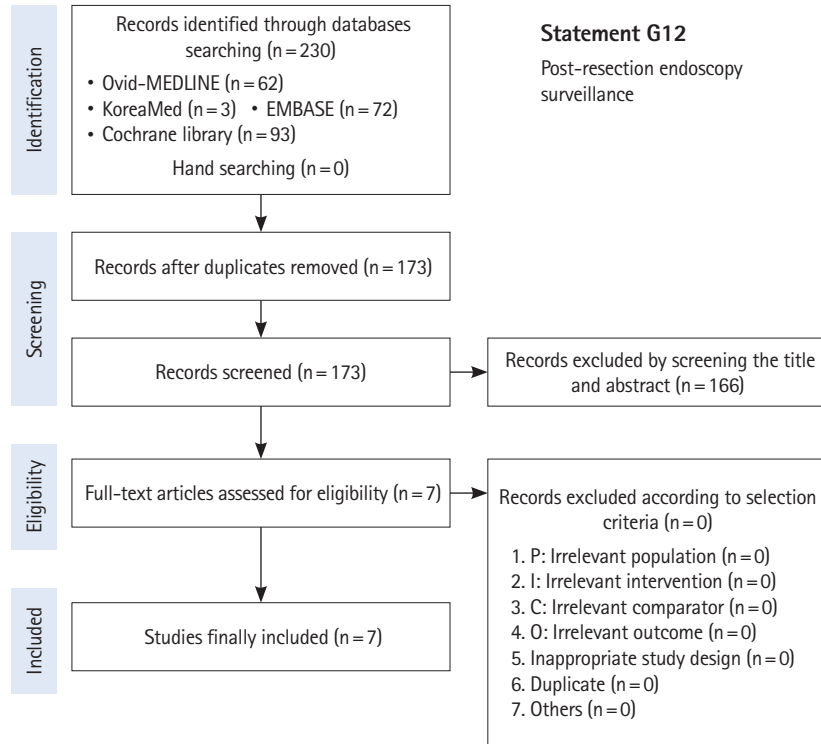 Identification
Records identified through databases
searching (n=230)
• Ovid-MEDLINE (n=62)
• KoreaMed (n=3) • EMBASE (n=72)
• Cochrane library (n=93)
Hand searching (n=0)
Statement G12
Post-resection endoscopy
surveillance
Screening
Records after duplicates removed (n=173)
Records screened (n=173)
Records excluded by screening the title
and abstract (n=166)
Eligibility
Full-text articles assessed for eligibility (n=7)
Records excluded according to selection
criteria (n=0)
1. P: Irrelevant population (n=0)
2. I: Irrelevant intervention (n=0)
3. C: Irrelevant comparator (n=0)
4. O: Irrelevant outcome (n=0)
5. Inappropriate study design (n=0)
6. Duplicate (n=0)
7. Others (n=0)
Included
Studies finally included (n=7)